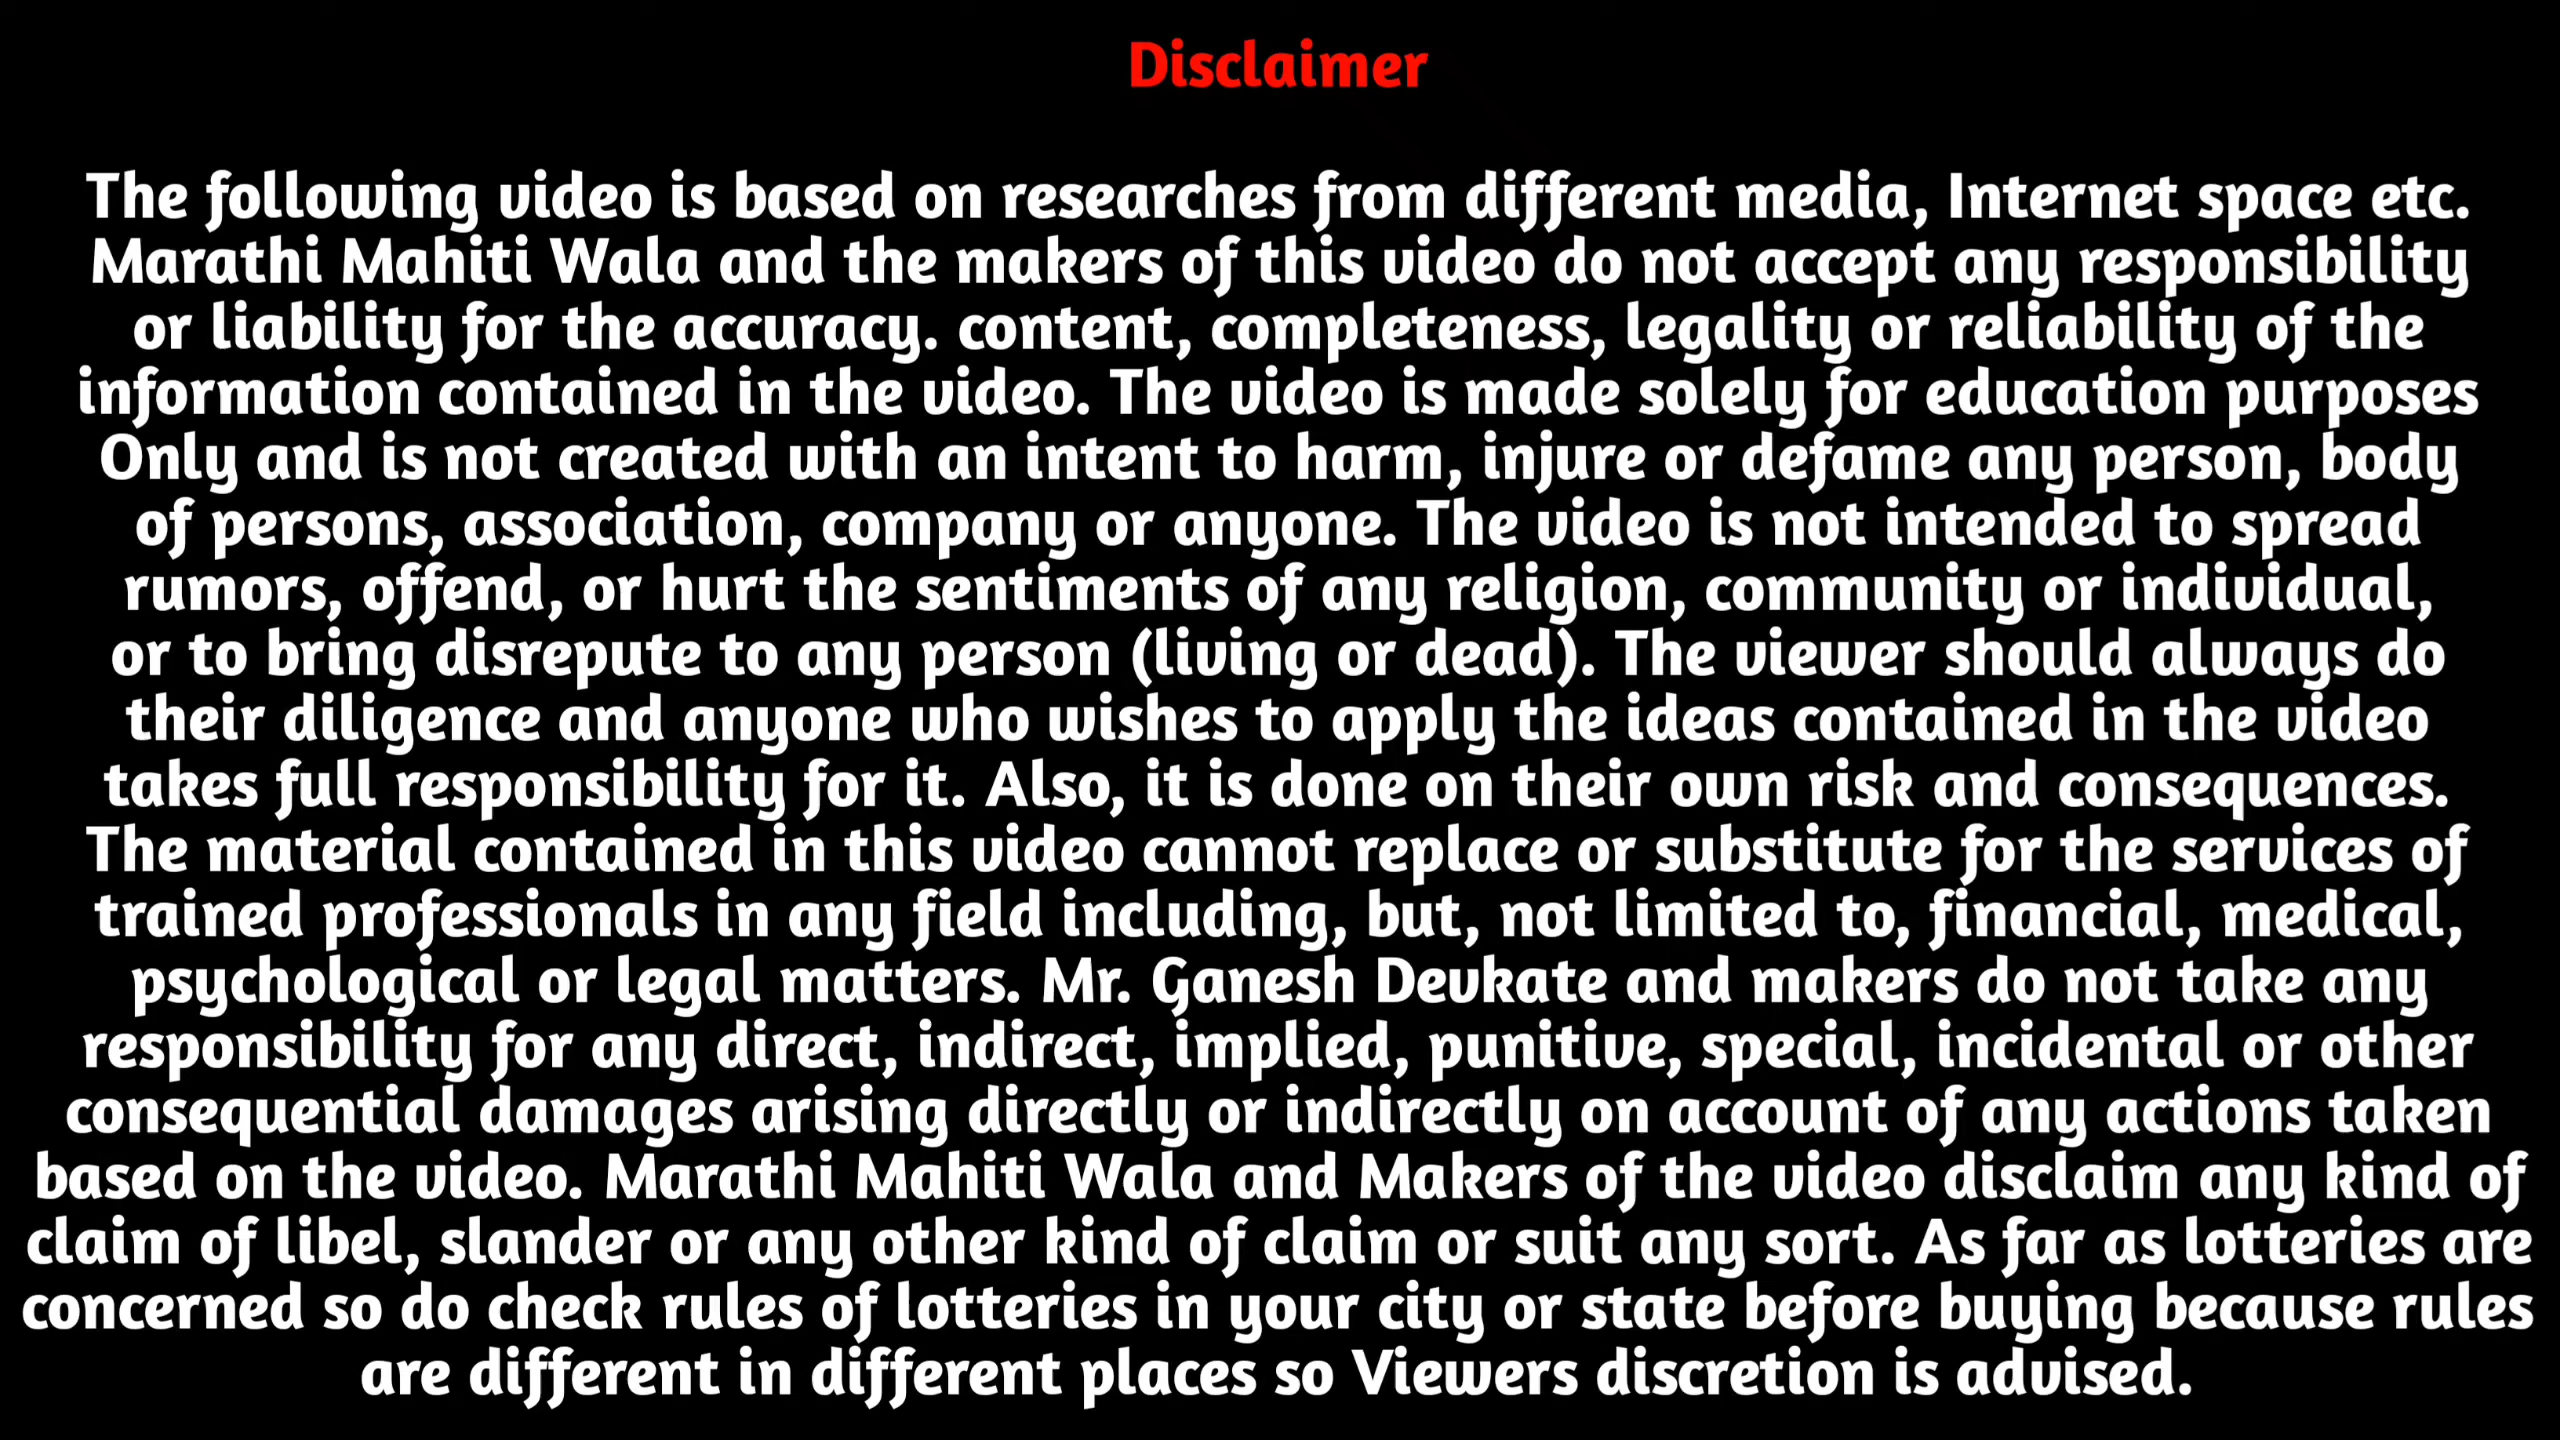 Disclaimer
The following video is based on researches from different media, Internet space etc.
Marathi Mahiti Wala and the makers of this video do not accept any responsibility
or liability for the accuracy. content, completeness, legality or reliability of the
information contained in the video. The video is made solely for education purposes
Only and is not created with an intent to harm, injure or defame any person, body
of persons, association, company or anyone. The video is not intended to spread
rumors, offend, or hurt the sentiments of any religion, community or individual,
or to bring disrepute to any person (living or dead). The viewer should always do
their diligence and anyone who wishes to apply the ideas contained in the video
takes full responsibility for it. Also, it is done on their own risk and consequences.
The material contained in this video cannot replace or substitute for the services of
trained professionals in any field including, but, not limited to, financial, medical,
psychological or legal matters. Mr. Ganesh Devkate and makers do not take any
responsibility for any direct, indirect, implied, punitive, special, incidental or other
consequential damages arising directly or indirectly on account of any actions taken
based on the video. Marathi Mahiti Wala and Makers of the video disclaim any kind of
claim of libel, slander or any other kind of claim or suit any sort. As far as lotteries are
concerned so do check rules of lotteries in your city or state before buying because rules
are different in different places so Viewers discretion is advised.